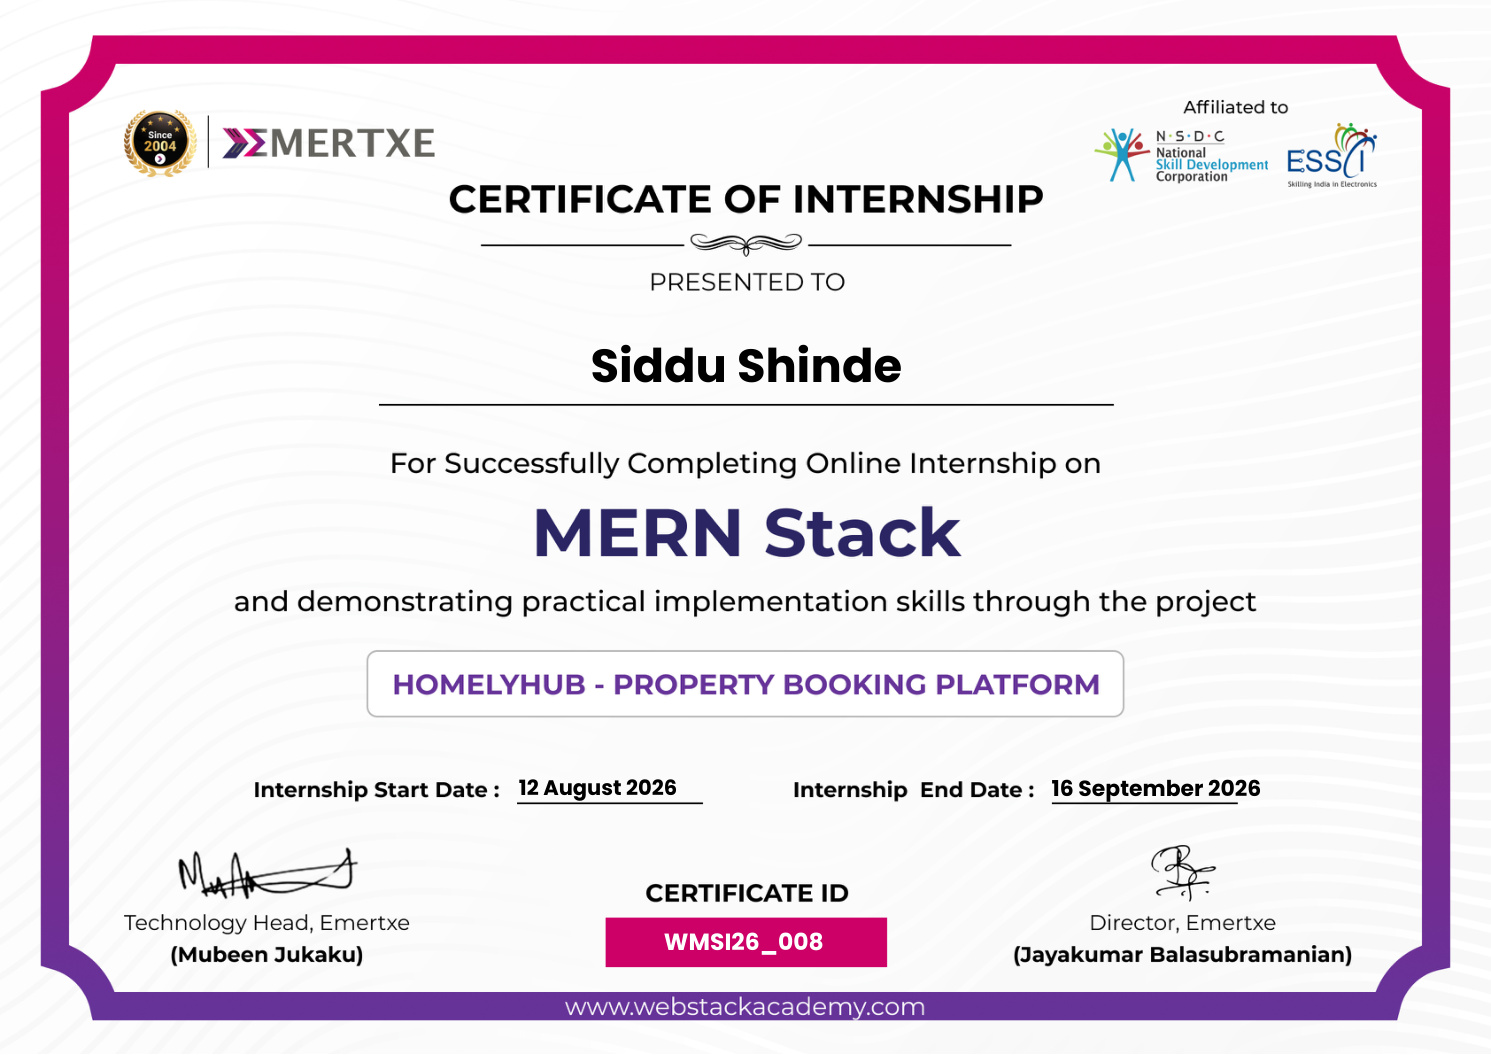 Since
2004
EMERTXE
Affiliated to
N·S·D·C
National
Skill Development
Corporation
ESSCI
Skilling India in Electronics
CERTIFICATE OF INTERNSHIP
PRESENTED TO
Siddu Shinde
For Successfully Completing Online Internship on
MERN Stack
and demonstrating practical implementation skills through the project
HOMELYHUB - PROPERTY BOOKING PLATFORM
Internship Start Date : 12 August 2026
Internship End Date : 16 September 2026
Technology Head, Emertxe
(Mubeen Jukaku)
CERTIFICATE ID
WMSI26_008
Director, Emertxe
(Jayakumar Balasubramanian)
www.webstackacademy.com